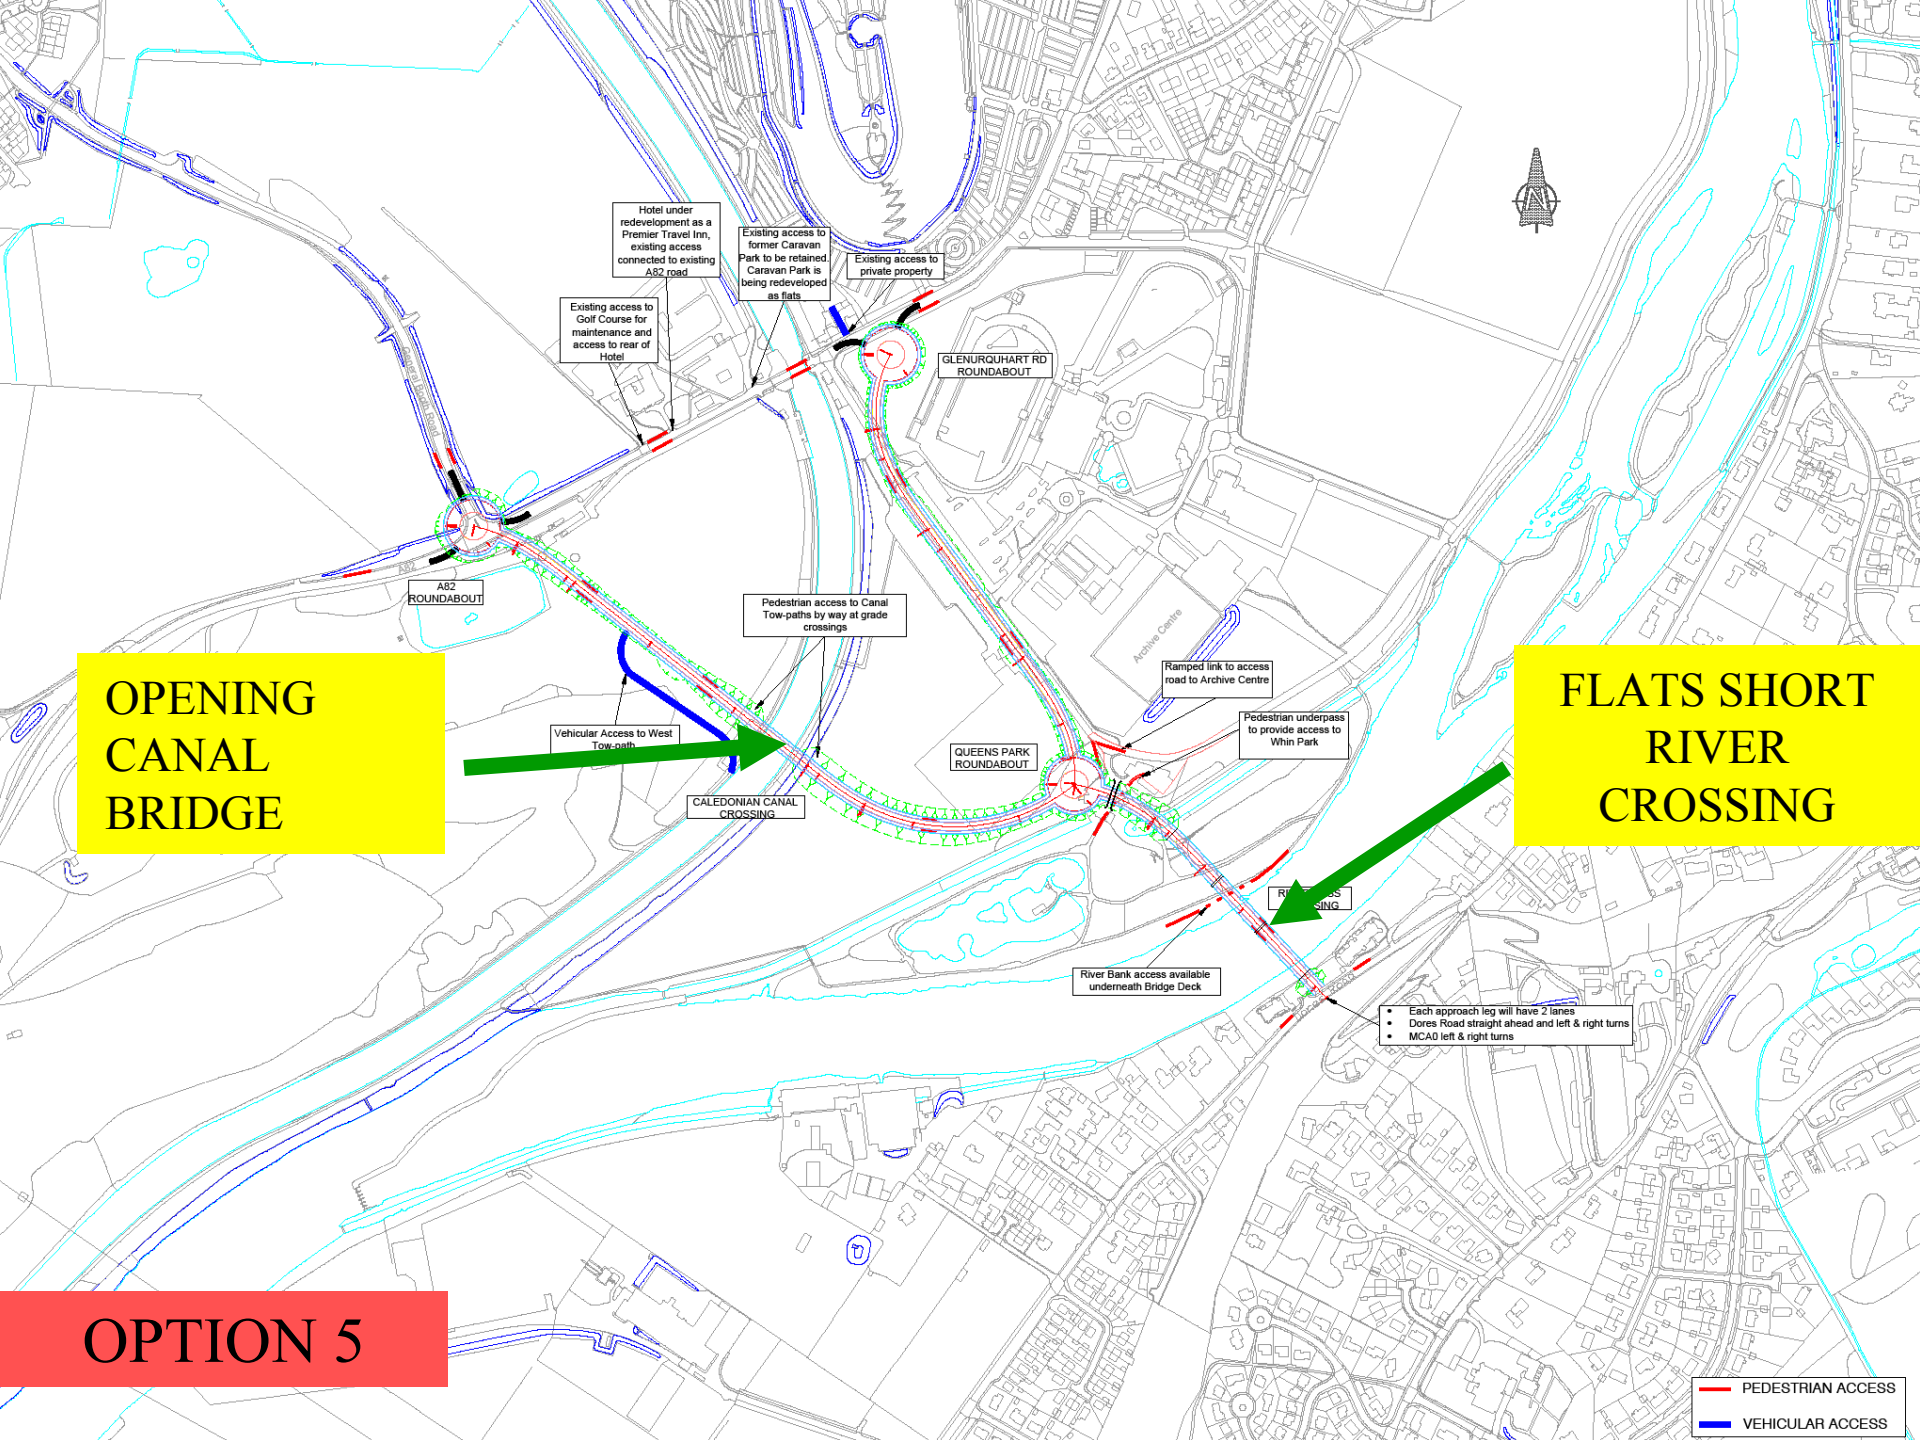 Hotel under
redevelopment as a
Premier Travel Inn,
existing access
connected to existing
A82 road
Existing access to
former Caravan
Park to be retained.
Caravan Park is
being redeveloped
as flats
Existing access to
private property
N
Existing access to
Golf Course for
maintenance and
access to rear of
Hotel
GLENURQUHART RD
ROUNDABOUT
General Booth Road
A82
A82
ROUNDABOUT
Pedestrian access to Canal
Tow-paths by way at grade
crossings
Archive Centre
Ramped link to access
road to Archive Centre
Pedestrian underpass
to provide access to
Whin Park
OPENING
CANAL
BRIDGE
FLATS SHORT
RIVER
CROSSING
Vehicular Access to West
Tow-path
QUEENS PARK
ROUNDABOUT
CALEDONIAN CANAL
CROSSING
River Bank access available
underneath Bridge Deck
• Each approach leg will have 2 lanes
• Dores Road straight ahead and left & right turns
• MCA0 left & right turns
OPTION 5
PEDESTRIAN ACCESS
VEHICULAR ACCESS